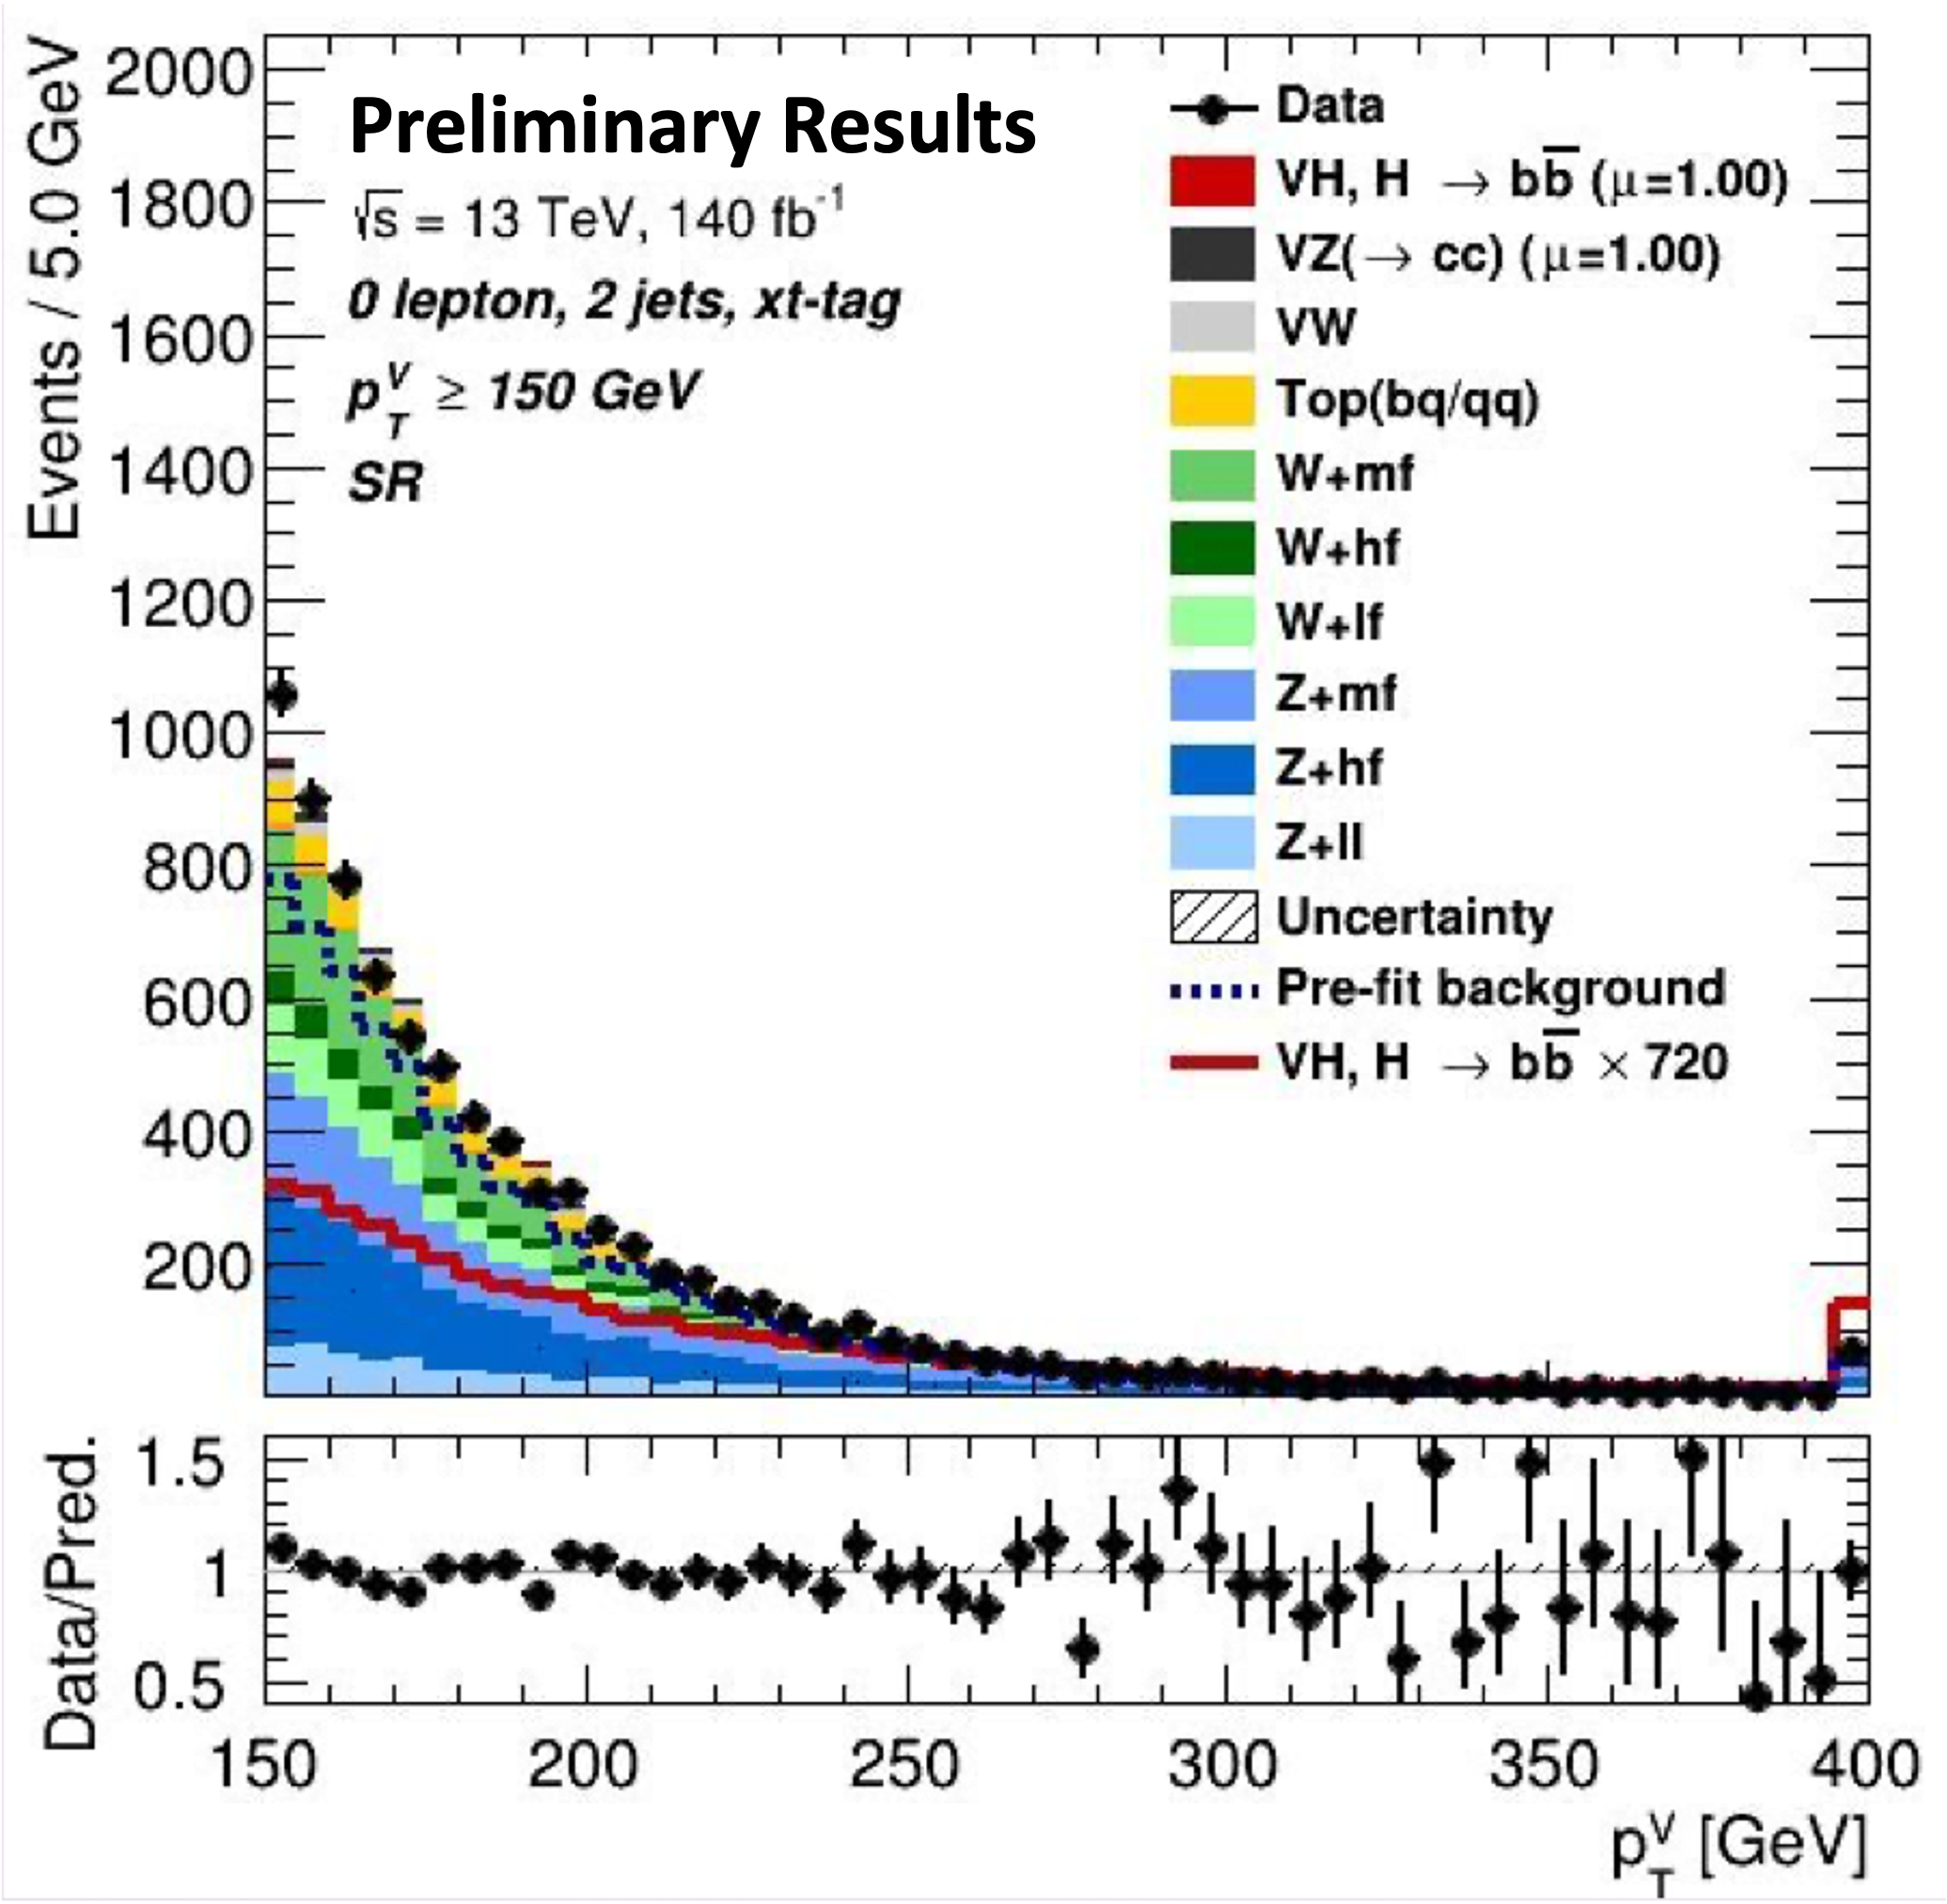 Events / 5.0 GeV
2000
1800
1600
1400
1200
1000
800
600
400
200
Preliminary Results
√s = 13 TeV, 140 fb⁻¹
0 lepton, 2 jets, xt-tag
p_T^V ≥ 150 GeV
SR
Data
VH, H → bb̅ (μ=1.00)
VZ(→ cc) (μ=1.00)
VW
Top(bq/qq)
W+mf
W+hf
W+lf
Z+mf
Z+hf
Z+ll
Uncertainty
Pre-fit background
VH, H → bb̅ × 720
Data/Pred.
1.5
1
0.5
150 200 250 300 350 400
p_T^V [GeV]